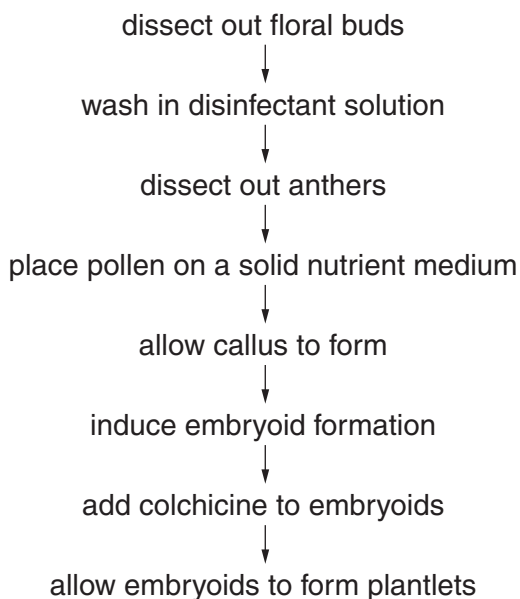 dissect out floral buds
wash in disinfectant solution
dissect out anthers
place pollen on a solid nutrient medium
allow callus to form
induce embryoid formation
add colchicine to embryoids
allow embryoids to form plantlets